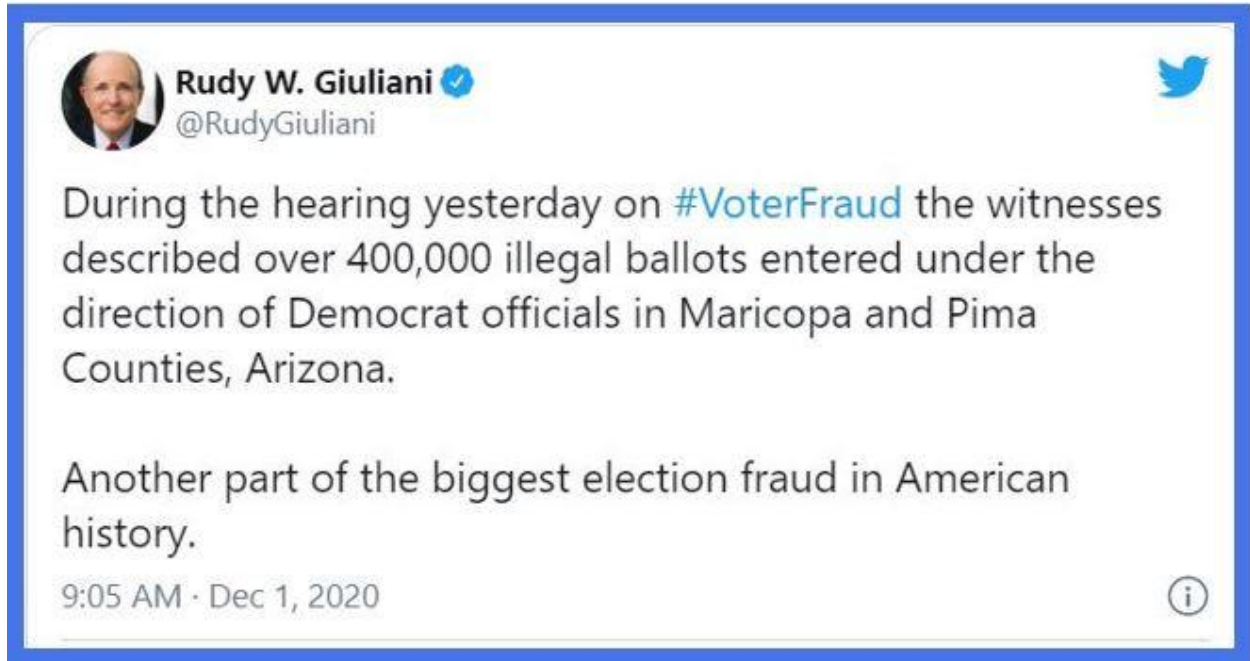 Rudy W. Giuliani
@RudyGiuliani
During the hearing yesterday on #VoterFraud the witnesses
described over 400,000 illegal ballots entered under the
direction of Democrat officials in Maricopa and Pima
Counties, Arizona.
Another part of the biggest election fraud in American
history.
9:05 AM · Dec 1, 2020